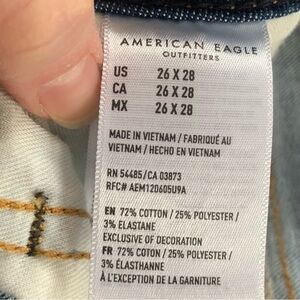 AMERICAN EAGLE
OUTFITTERS
US 26 X 28
CA 26 X 28
MX 26 X 28
MADE IN VIETNAM / FABRIQUÉ AU
VIETNAM / HECHO EN VIETNAM
RN 54485/CA 03873
RFC# AEM120605U9A
EN 72% COTTON / 25% POLYESTER /
3% ELASTANE
EXCLUSIVE OF DECORATION
FR 72% COTON / 25% POLYESTER /
3% ÉLASTHANNE
À L'EXCEPTION DE LA GARNITURE